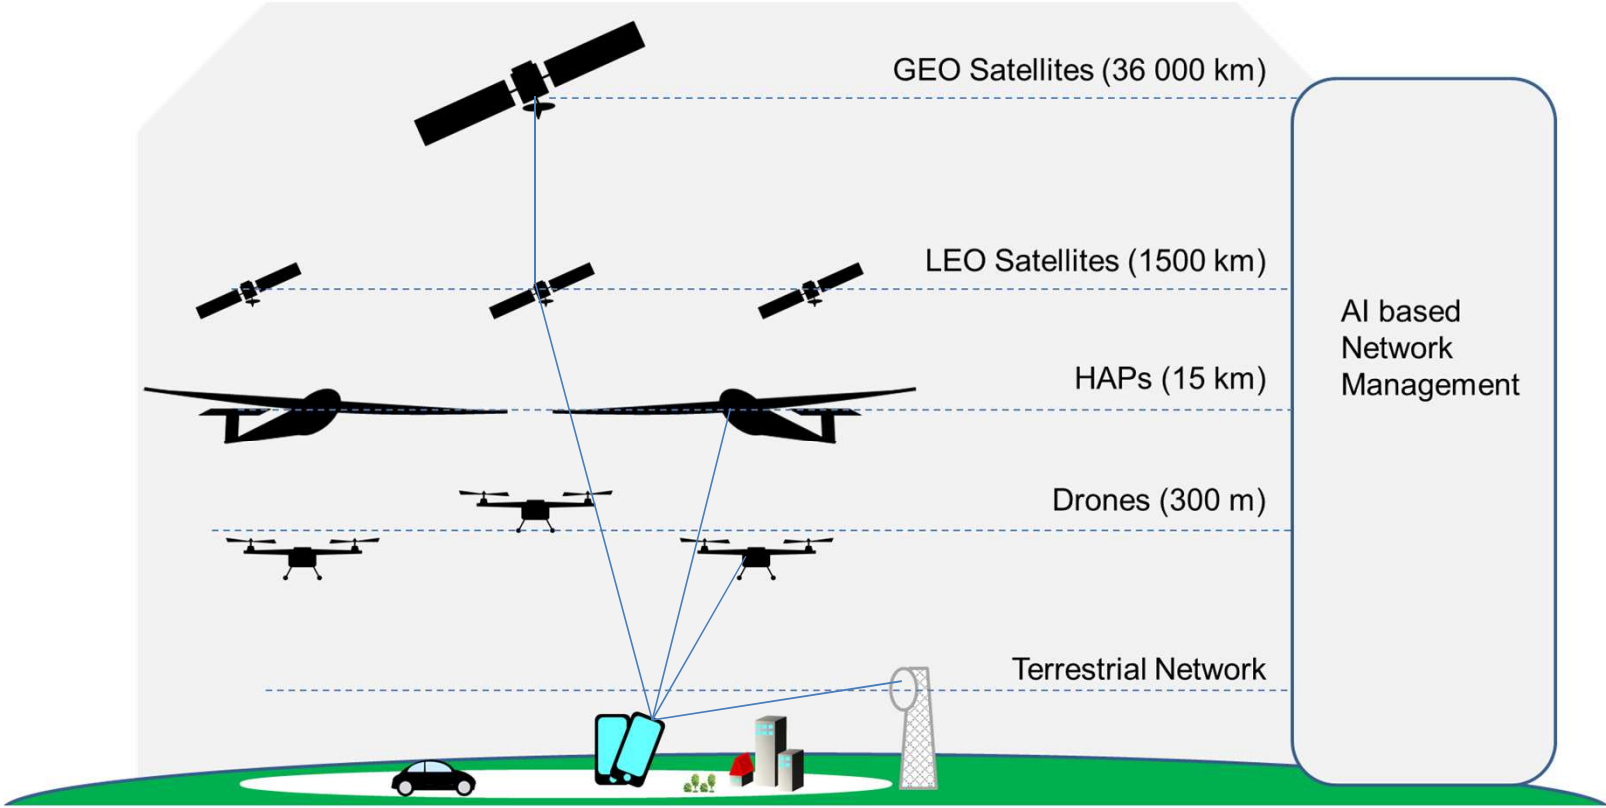 GEO Satellites (36 000 km)
LEO Satellites (1500 km)
AI based
Network
Management
HAPs (15 km)
Drones (300 m)
Terrestrial Network